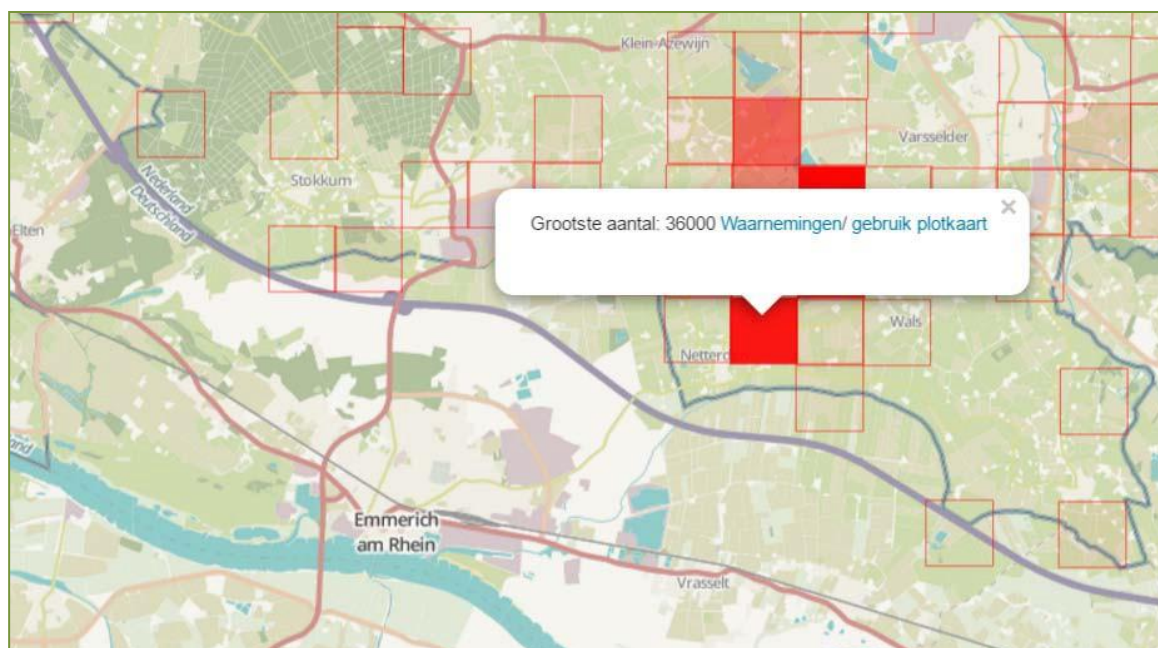 Klein-Azewijn
Varsselder
Stokkum
Nederland
Deutschland
Elten
Grootste aantal: 36000 Waarnemingen/ gebruik plotkaart
×
Wals
Emmerich
am Rhein
Vrasselt